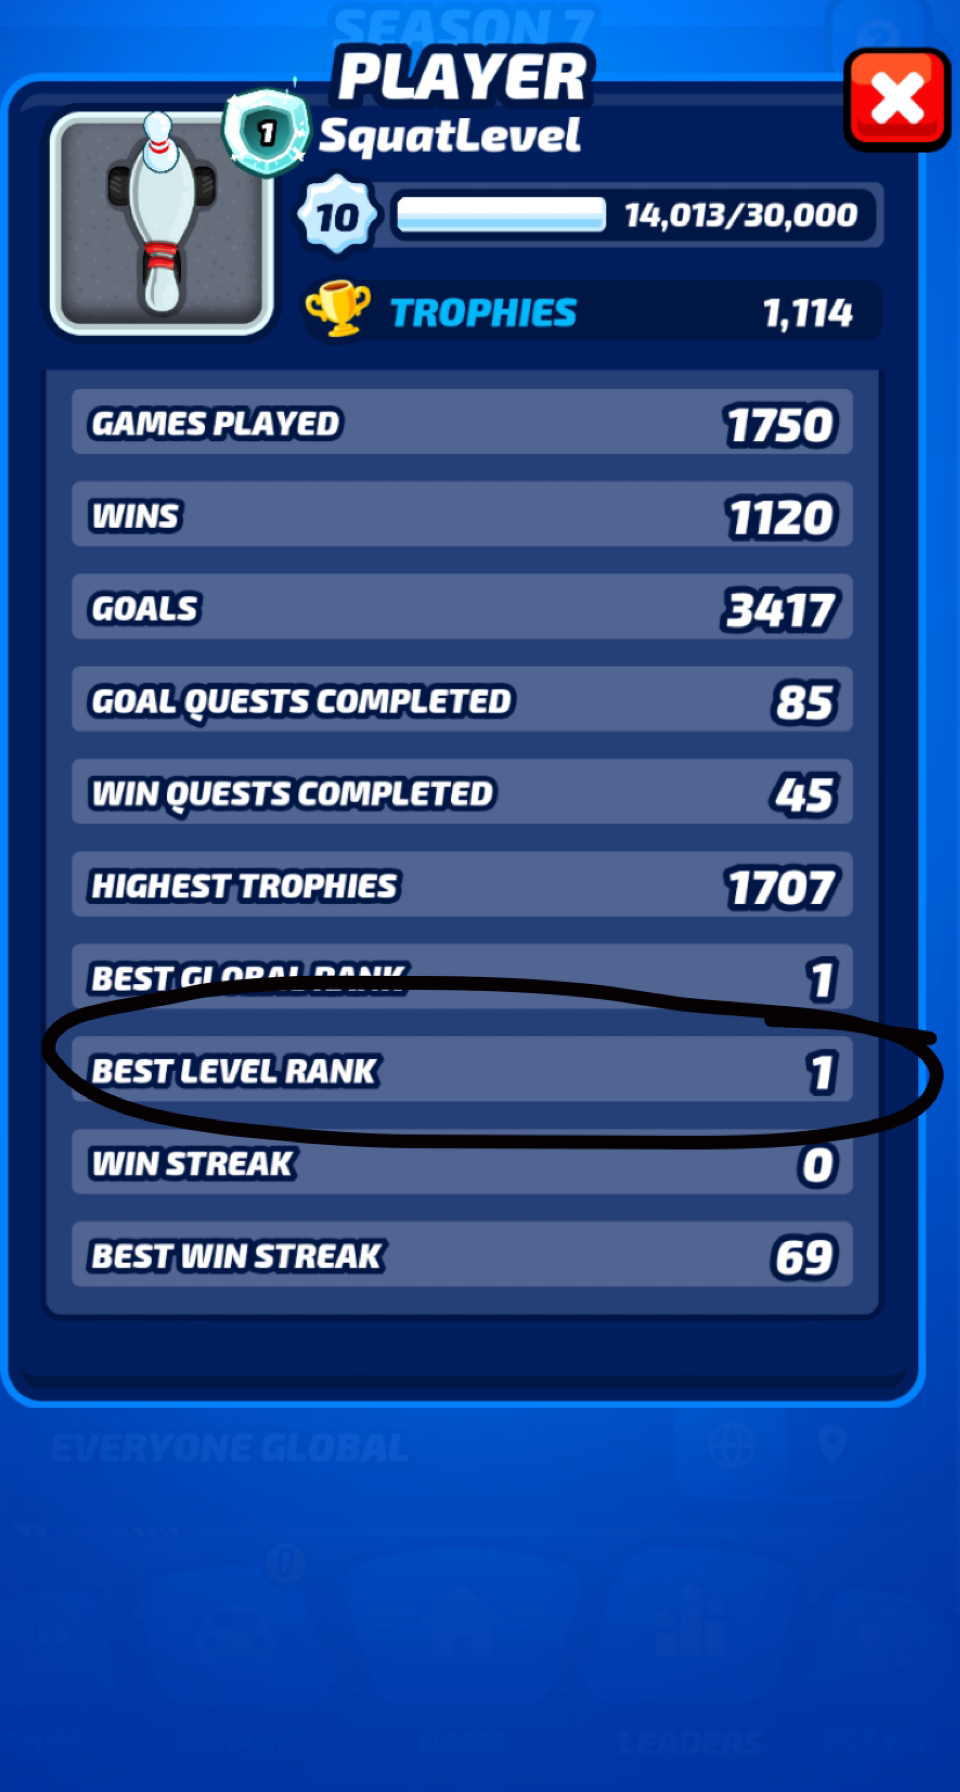 SEASON 7
PLAYER
1
SquatLevel
10
14,013/30,000
TROPHIES 1,114
GAMES PLAYED 1750
WINS 1120
GOALS 3417
GOAL QUESTS COMPLETED 85
WIN QUESTS COMPLETED 45
HIGHEST TROPHIES 1707
BEST GLOBAL RANK 1
BEST LEVEL RANK 1
WIN STREAK 0
BEST WIN STREAK 69
EVERYONE GLOBAL
HOME LEADERS